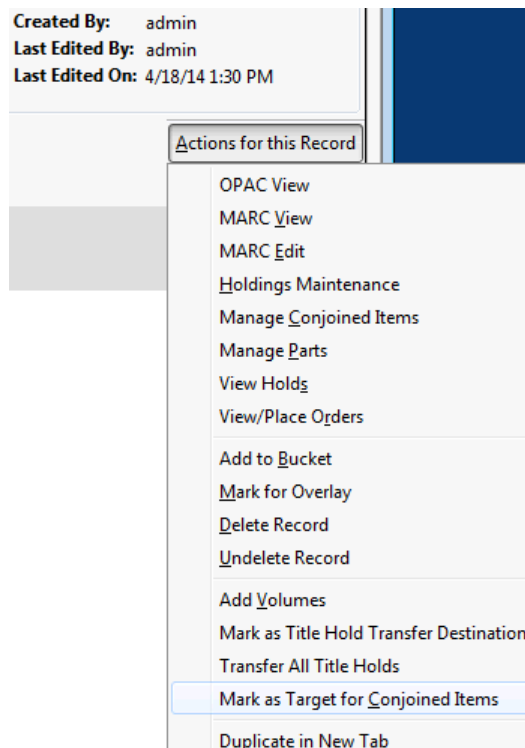 Created By: admin
Last Edited By: admin
Last Edited On: 4/18/14 1:30 PM
Actions for this Record
OPAC View
MARC View
MARC Edit
Holdings Maintenance
Manage Conjoined Items
Manage Parts
View Holds
View/Place Orders
Add to Bucket
Mark for Overlay
Delete Record
Undelete Record
Add Volumes
Mark as Title Hold Transfer Destination
Transfer All Title Holds
Mark as Target for Conjoined Items
Duplicate in New Tab